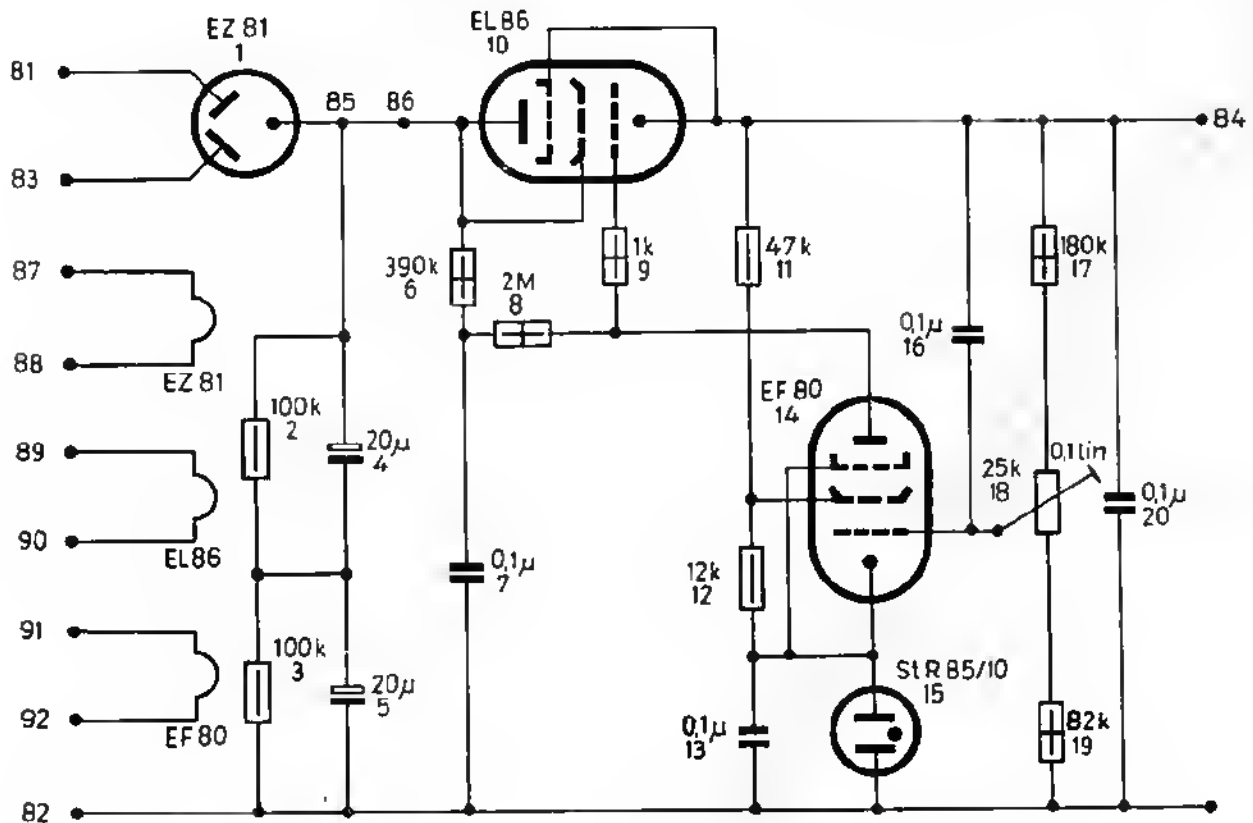 EZ 81
1
EL 86
10
81
83
85
86
84
87
88
EZ 81
390k
6
2M
8
1k
9
47k
11
0,1µ
16
180k
17
EF 80
14
100k
2
20µ
4
89
90
EL86
0,1lin
25k
18
0,1µ
20
0,1µ
7
12k
12
91
92
EF 80
100k
3
20µ
5
StR 85/10
15
0,1µ
13
82k
19
82